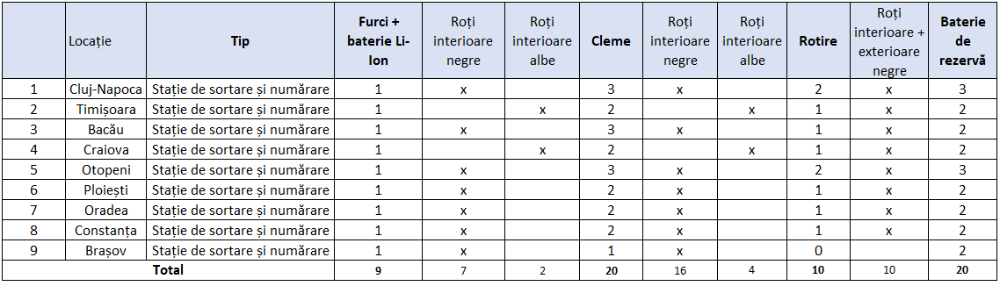 Locație Tip Furci + baterie Li-Ion Roți interioare negre Roți interioare albe Cleme Roți interioare negre Roți interioare albe Rotire Roți interioare + exterioare negre Baterie de rezervă
1 Cluj-Napoca Stație de sortare și numărare 1 x 3 x 2 x 3
2 Timișoara Stație de sortare și numărare 1 x 2 x 1 x 2
3 Bacău Stație de sortare și numărare 1 x 3 x 1 x 2
4 Craiova Stație de sortare și numărare 1 x 2 x 1 x 2
5 Otopeni Stație de sortare și numărare 1 x 3 x 2 x 3
6 Ploiești Stație de sortare și numărare 1 x 2 x 1 x 2
7 Oradea Stație de sortare și numărare 1 x 2 x 1 x 2
8 Constanța Stație de sortare și numărare 1 x 2 x 1 x 2
9 Brașov Stație de sortare și numărare 1 x 1 x 0 2
Total 9 7 2 20 16 4 10 10 20